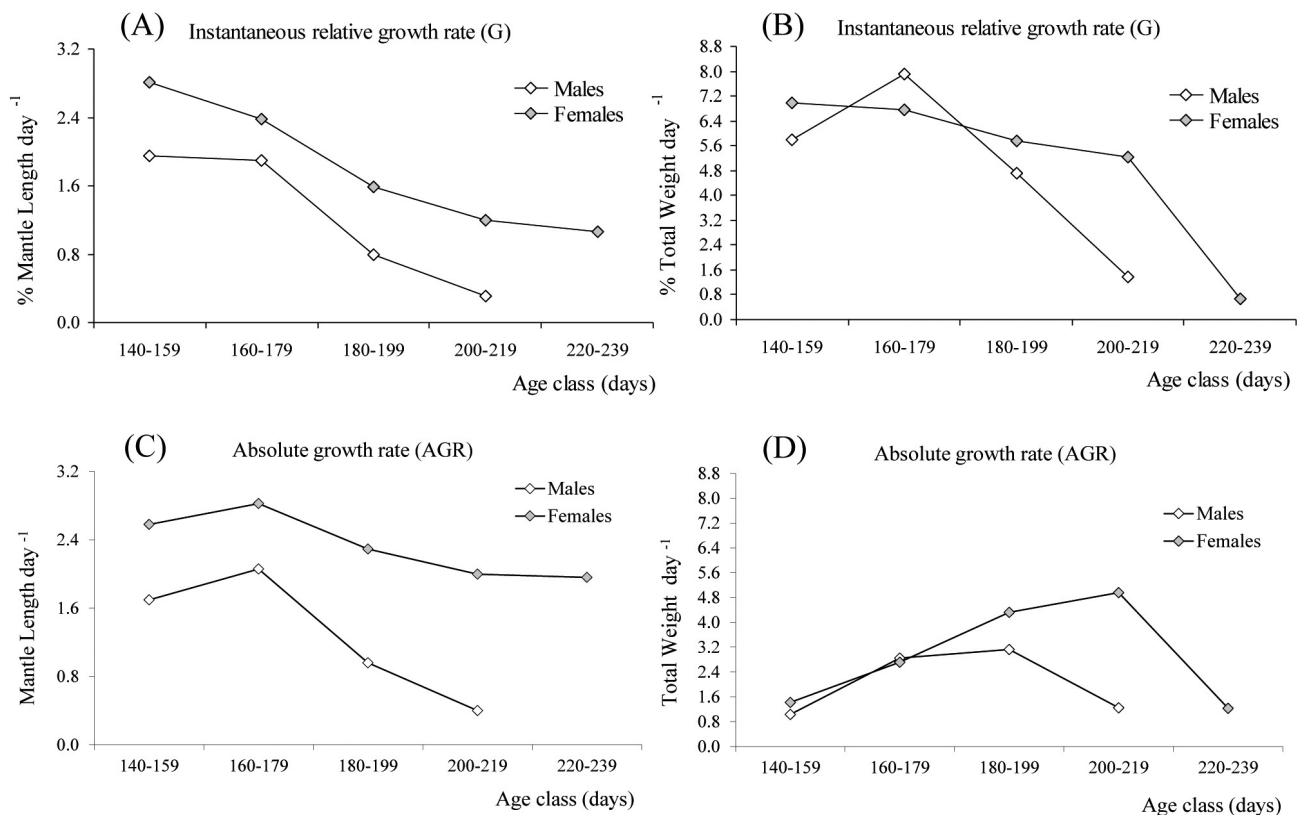 (A)
Instantaneous relative growth rate (G)
3.2
2.4
1.6
0.8
0.0
% Mantle Length day -1
Males
Females
140-159 160-179 180-199 200-219 220-239
Age class (days)
(B)
Instantaneous relative growth rate (G)
8.8
8.0
7.2
6.4
5.6
4.8
4.0
3.2
2.4
1.6
0.8
0.0
% Total Weight day -1
Males
Females
140-159 160-179 180-199 200-219 220-239
Age class (days)
(C)
Absolute growth rate (AGR)
3.2
2.4
1.6
0.8
0.0
Mantle Length day -1
Males
Females
140-159 160-179 180-199 200-219 220-239
Age class (days)
(D)
Absolute growth rate (AGR)
8.8
8.0
7.2
6.4
5.6
4.8
4.0
3.2
2.4
1.6
0.8
0.0
Total Weight day -1
Males
Females
140-159 160-179 180-199 200-219 220-239
Age class (days)